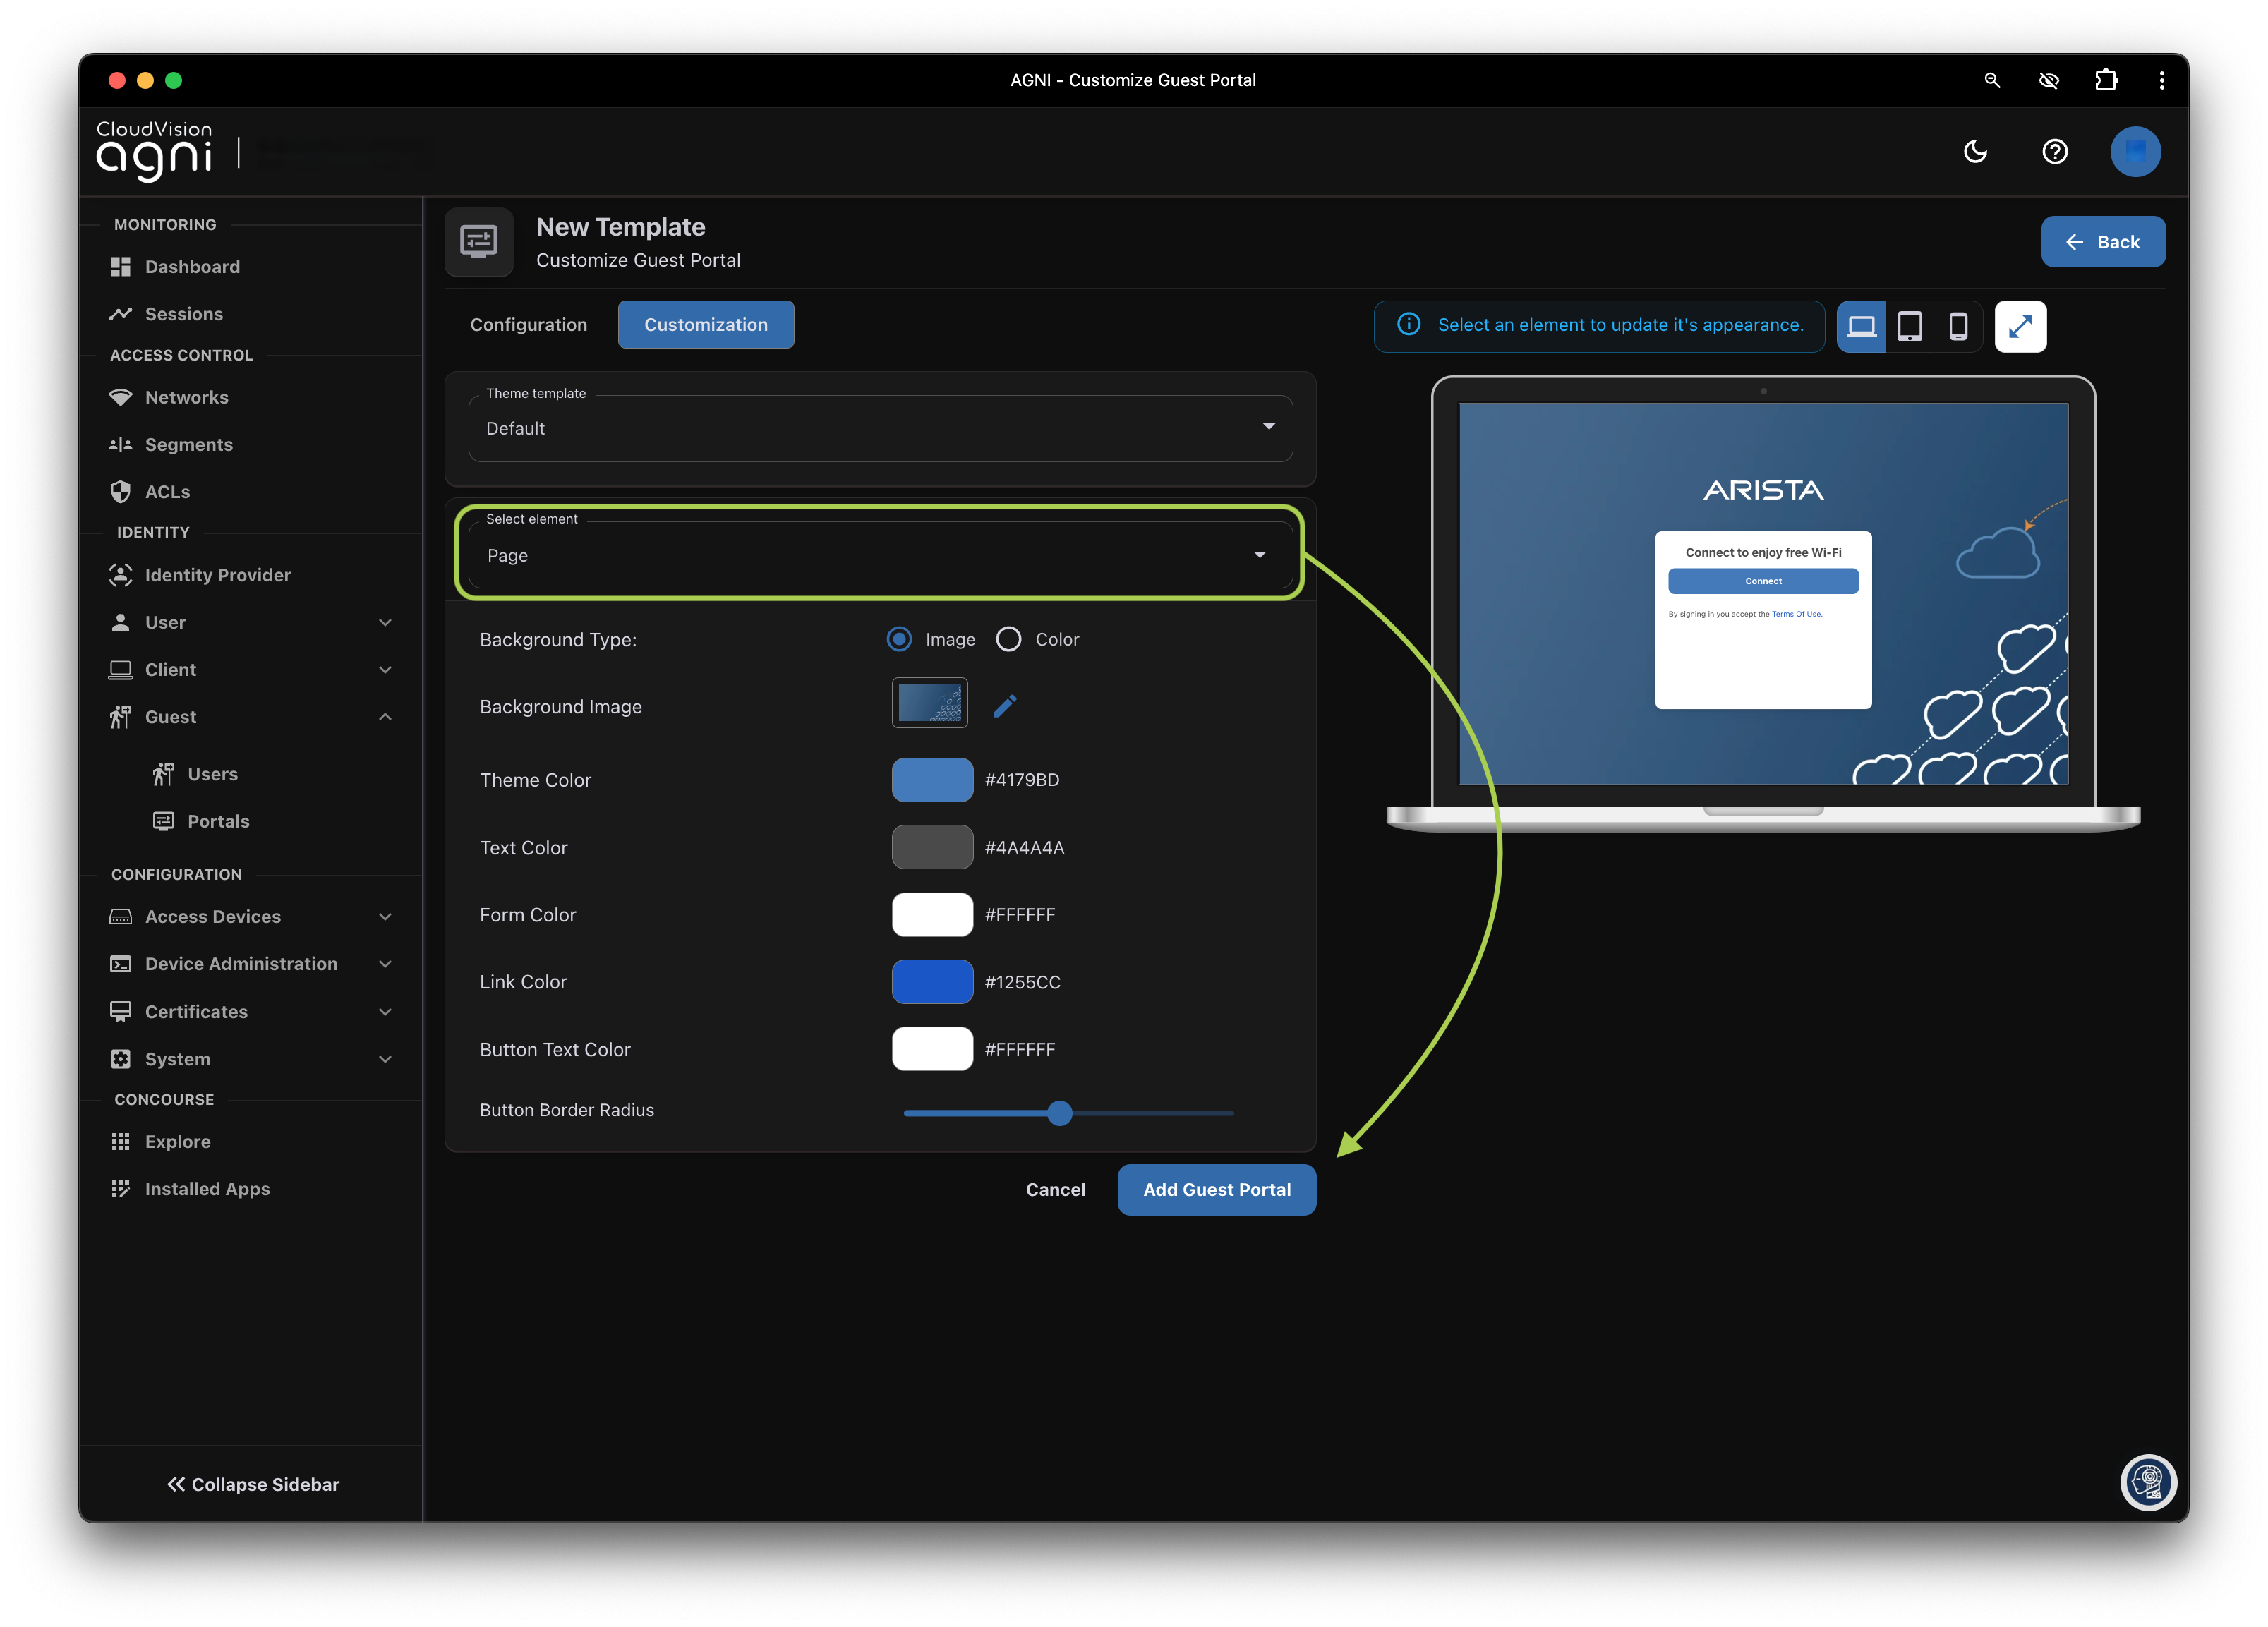 AGNI - Customize Guest Portal
CloudVision
agni
MONITORING
Dashboard
Sessions
ACCESS CONTROL
Networks
Segments
ACLs
IDENTITY
Identity Provider
User
Client
Guest
Users
Portals
CONFIGURATION
Access Devices
Device Administration
Certificates
System
CONCOURSE
Explore
Installed Apps
Collapse Sidebar
New Template
Customize Guest Portal
Back
Configuration
Customization
Select an element to update it's appearance.
Theme template
Default
Select element
Page
Background Type:
Image
Color
Background Image
Theme Color
#4179BD
Text Color
#4A4A4A
Form Color
#FFFFFF
Link Color
#1255CC
Button Text Color
#FFFFFF
Button Border Radius
Cancel
Add Guest Portal
ARISTA
Connect to enjoy free Wi-Fi
Connect
By signing in you accept the Terms Of Use.